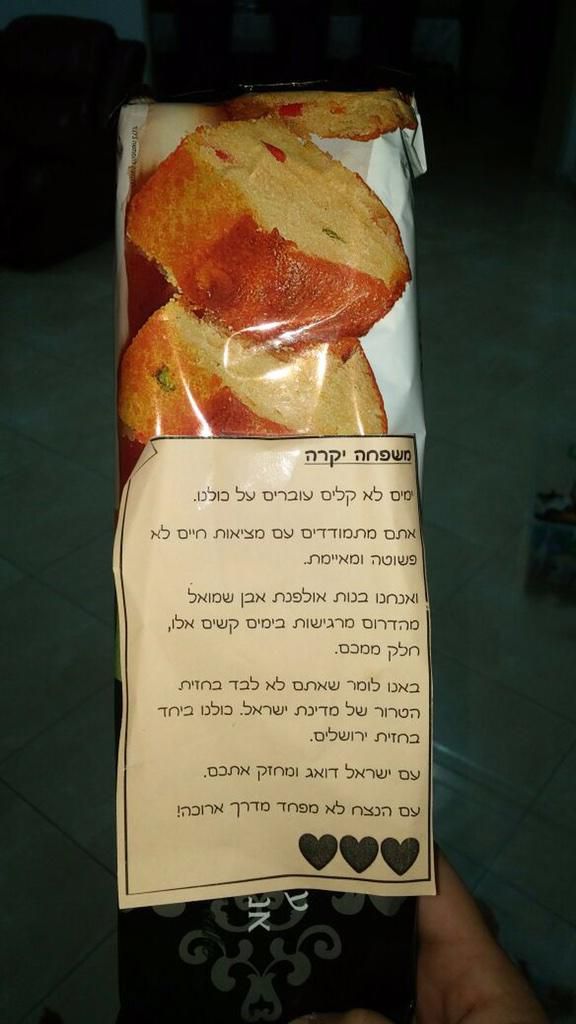 משפחה יקרה
ימים לא קלים עוברים על כולנו.
אתם מתמודדים עם מציאות חיים לא
פשוטה ומאיימת.
ואנחנו בנות אולפנת אבן שמואל
מהדרום מרגישות בימים קשים אלו,
חלק ממכם.
באנו לומר שאתם לא לבד בחזית
הטרור של מדינת ישראל. כולנו ביחד
בחזית ירושלים.
עם ישראל דואג ומחזק אתכם.
עם הנצח לא מפחד מדרך ארוכה!